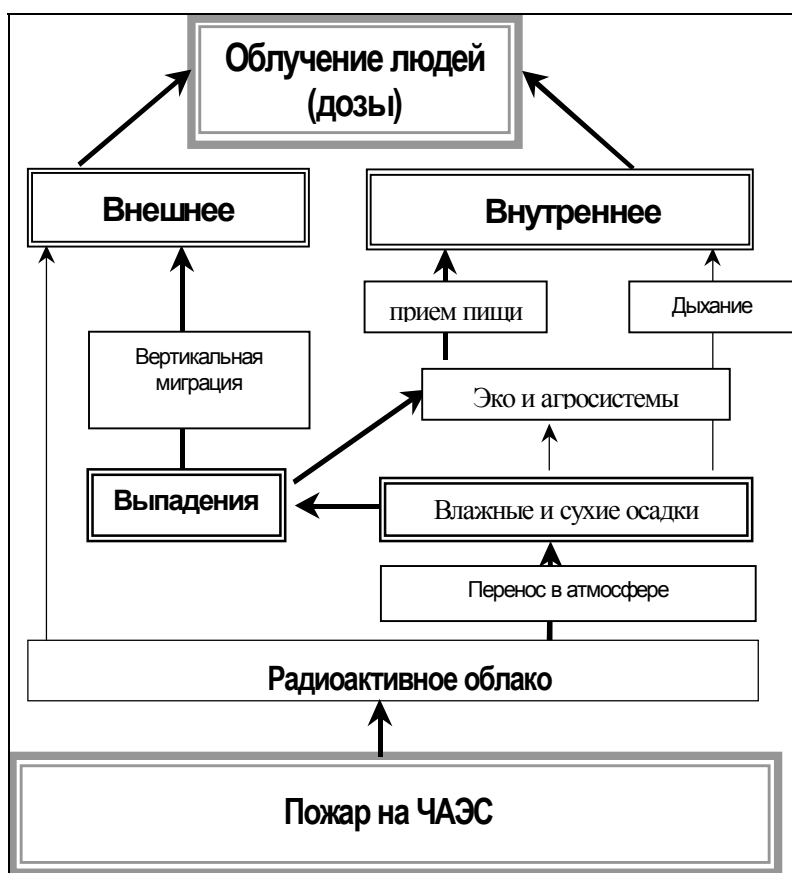 Облучение людей
(дозы)
Внешнее
Внутреннее
прием пищи
Дыхание
Вертикальная
миграция
Эко и агросистемы
Выпадения
Влажные и сухие осадки
Перенос в атмосфере
Радиоактивное облако
Пожар на ЧАЭС